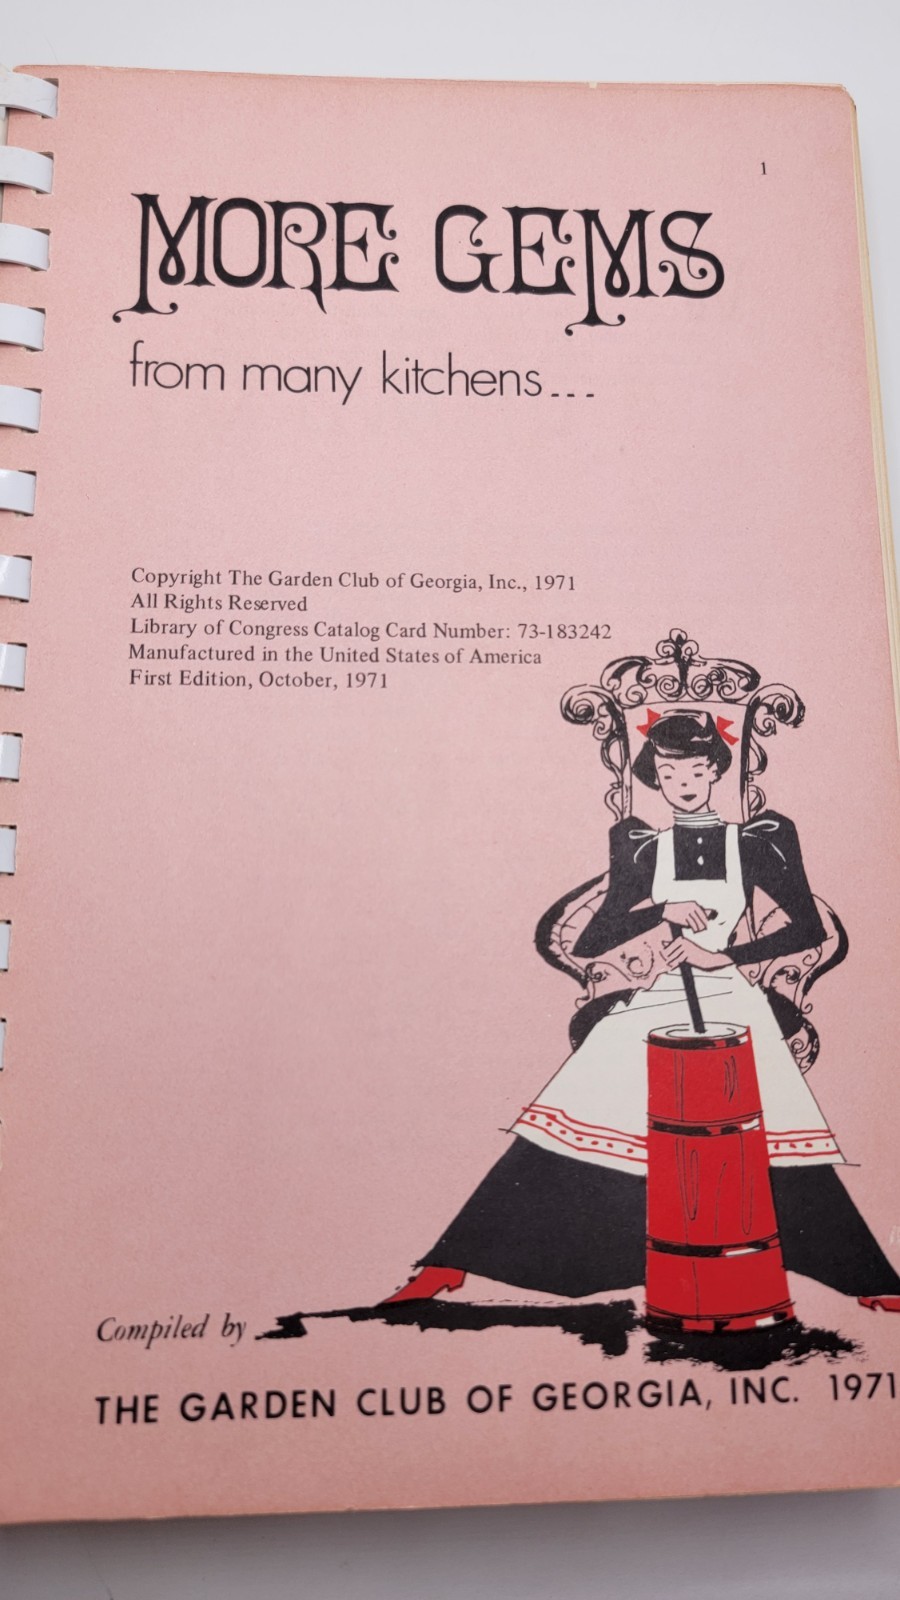 1
MORE GEMS
from many kitchens...
Copyright The Garden Club of Georgia, Inc., 1971
All Rights Reserved
Library of Congress Catalog Card Number: 73-183242
Manufactured in the United States of America
First Edition, October, 1971
Compiled by
THE GARDEN CLUB OF GEORGIA, INC. 1971